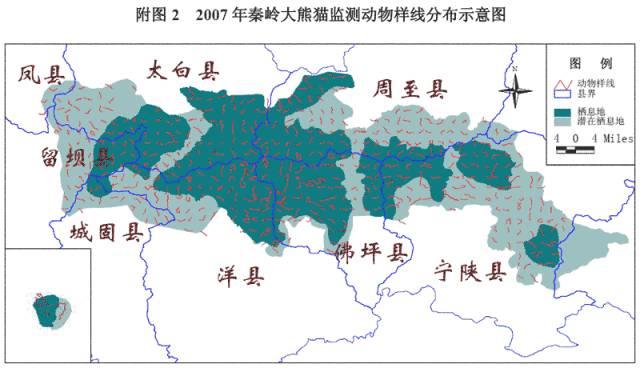 附图 2 2007 年秦岭大熊猫监测动物样线分布示意图
凤县
太白县
周至县
N
图 例
动物样线
县界
栖息地
潜在栖息地
4 0 4 Miles
留坝县
城固县
洋县
佛坪县
宁陕县